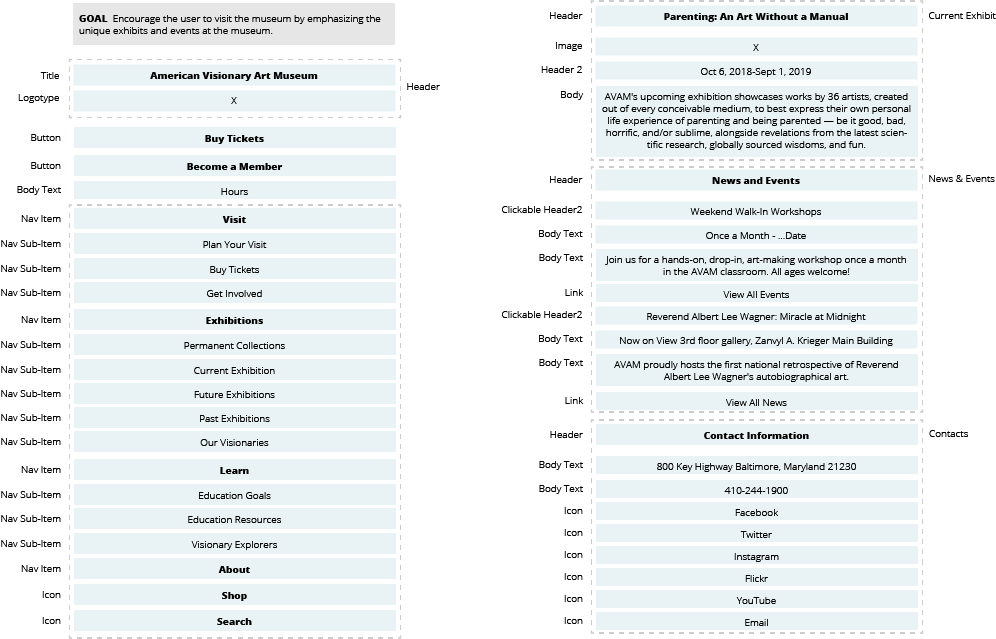 GOAL Encourage the user to visit the museum by emphasizing the
unique exhibits and events at the museum.
Title American Visionary Art Museum
Header
Logotype X
Button Buy Tickets
Button Become a Member
Body Text Hours
Nav Item Visit
Nav Sub-Item Plan Your Visit
Nav Sub-Item Buy Tickets
Nav Sub-Item Get Involved
Nav Item Exhibitions
Nav Sub-Item Permanent Collections
Nav Sub-Item Current Exhibition
Nav Sub-Item Future Exhibitions
Nav Sub-Item Past Exhibitions
Nav Sub-Item Our Visionaries
Nav Item Learn
Nav Sub-Item Education Goals
Nav Sub-Item Education Resources
Nav Sub-Item Visionary Explorers
Nav Item About
Icon Shop
Icon Search
Header Parenting: An Art Without a Manual Current Exhibit
Image X
Header 2 Oct 6, 2018-Sept 1, 2019
Body AVAM's upcoming exhibition showcases works by 36 artists, created
out of every conceivable medium, to best express their own personal
life experience of parenting and being parented — be it good, bad,
horrific, and/or sublime, alongside revelations from the latest scien-
tific research, globally sourced wisdoms, and fun.
Header News and Events News & Events
Clickable Header2 Weekend Walk-In Workshops
Body Text Once a Month - ...Date
Body Text Join us for a hands-on, drop-in, art-making workshop once a month
in the AVAM classroom. All ages welcome!
Link View All Events
Clickable Header2 Reverend Albert Lee Wagner: Miracle at Midnight
Body Text Now on View 3rd floor gallery, Zanvyl A. Krieger Main Building
Body Text AVAM proudly hosts the first national retrospective of Reverend
Albert Lee Wagner's autobiographical art.
Link View All News
Header Contact Information Contacts
Body Text 800 Key Highway Baltimore, Maryland 21230
Body Text 410-244-1900
Icon Facebook
Icon Twitter
Icon Instagram
Icon Flickr
Icon YouTube
Icon Email